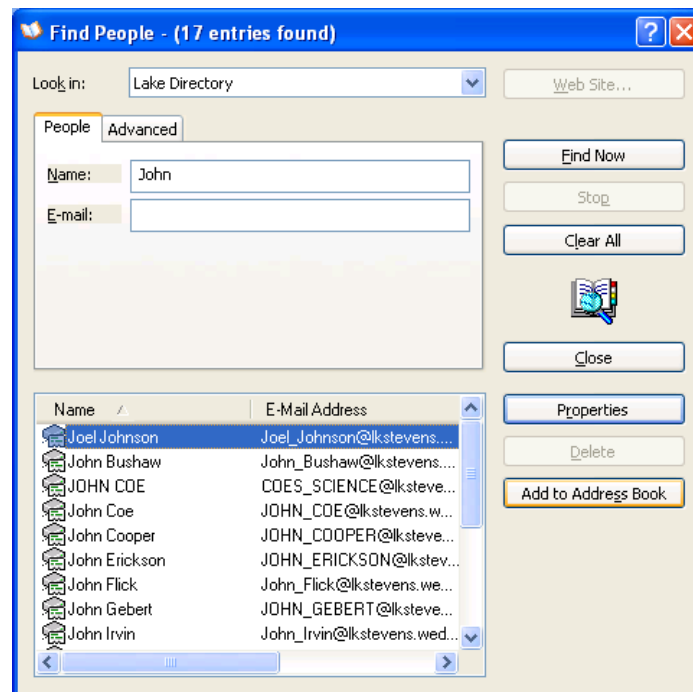 Find People - (17 entries found)
Look in:
Lake Directory
Web Site...
People
Advanced
Find Now
Name:
John
Stop
E-mail:
Clear All
Close
Name
E-Mail Address
Properties
Joel Johnson Joel_Johnson@lkstevens....
John Bushaw John_Bushaw@lkstevens....
Delete
JOHN COE COES_SCIENCE@lksteve...
Add to Address Book
John Coe JOHN_COE@lkstevens.w...
John Cooper JOHN_COOPER@lksteve...
John Erickson JOHN_ERICKSON@lkstev...
John Flick John_Flick@lkstevens.we...
John Gebert JOHN_GEBERT@lksteve...
John Irvin John_Irvin@lkstevens.wed...